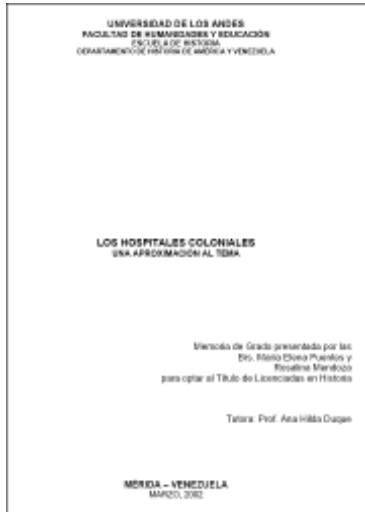 UNIVERSIDAD DE LOS ANDES
FACULTAD DE HUMANIDADES Y EDUCACIÓN
ESCUELA DE HISTORIA
DEPARTAMENTO DE HISTORIA DE AMÉRICA Y VENEZUELA
LOS HOSPITALES COLONIALES
UNA APROXIMACIÓN AL TEMA
Memoria de Grado presentada por las
Brs. María Elena Puentes y
Rosalina Mendoza
para optar al Título de Licenciadas en Historia
Tutora: Prof. Ana Hilda Duque
MÉRIDA – VENEZUELA
MARZO, 2002